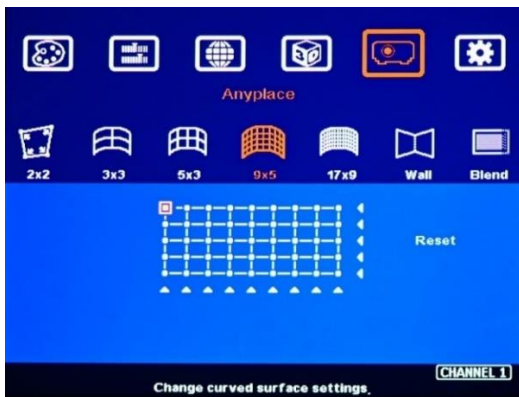 Anyplace
2x2 3x3 5x3 9x5 17x9 Wall Blend
Reset
CHANNEL 1
Change curved surface settings.